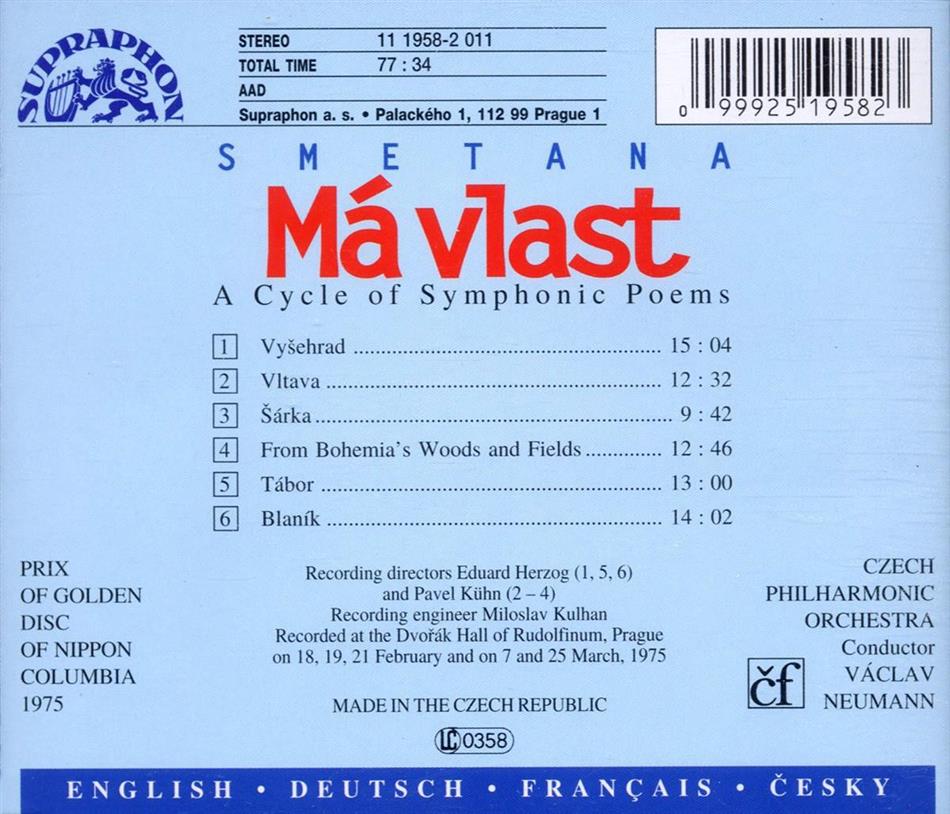 SUPRAPHON
STEREO 11 1958-2 011
TOTAL TIME 77 : 34
AAD
Supraphon a. s. • Palackého 1, 112 99 Prague 1
0 99925 19582
SMETANA
Má vlast
A Cycle of Symphonic Poems
1 Vyšehrad ........................................ 15 : 04
2 Vltava ........................................ 12 : 32
3 Šárka ........................................ 9 : 42
4 From Bohemia's Woods and Fields ............ 12 : 46
5 Tábor ........................................ 13 : 00
6 Blaník ........................................ 14 : 02
PRIX
OF GOLDEN
DISC
OF NIPPON
COLUMBIA
1975
Recording directors Eduard Herzog (1, 5, 6)
and Pavel Kühn (2 – 4)
Recording engineer Miloslav Kulhan
Recorded at the Dvořák Hall of Rudolfinum, Prague
on 18, 19, 21 February and on 7 and 25 March, 1975
MADE IN THE CZECH REPUBLIC
LC 0358
CZECH
PHILHARMONIC
ORCHESTRA
Conductor
VÁCLAV
NEUMANN
čf
ENGLISH • DEUTSCH • FRANÇAIS • ČESKY